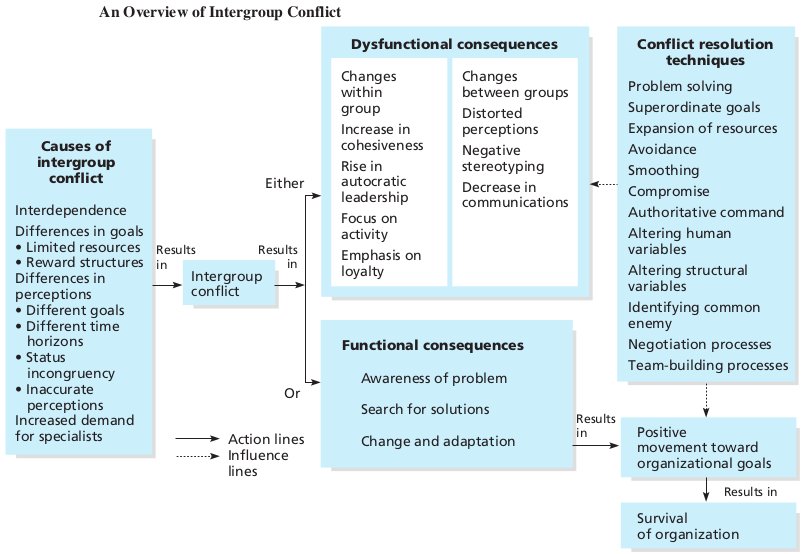 An Overview of Intergroup Conflict
Causes of
intergroup
conflict
Interdependence
Differences in goals
• Limited resources
• Reward structures
Differences in
perceptions
• Different goals
• Different time
horizons
• Status
incongruency
• Inaccurate
perceptions
Increased demand
for specialists
Results
in
Intergroup
conflict
Results
in
Either
Or
Dysfunctional consequences
Changes
within
group
Increase in
cohesiveness
Rise in
autocratic
leadership
Focus on
activity
Emphasis on
loyalty
Changes
between groups
Distorted
perceptions
Negative
stereotyping
Decrease in
communications
Functional consequences
Awareness of problem
Search for solutions
Change and adaptation
Conflict resolution
techniques
Problem solving
Superordinate goals
Expansion of resources
Avoidance
Smoothing
Compromise
Authoritative command
Altering human
variables
Altering structural
variables
Identifying common
enemy
Negotiation processes
Team-building processes
Results
in
Positive
movement toward
organizational goals
Results in
Survival
of organization
Action lines
Influence
lines